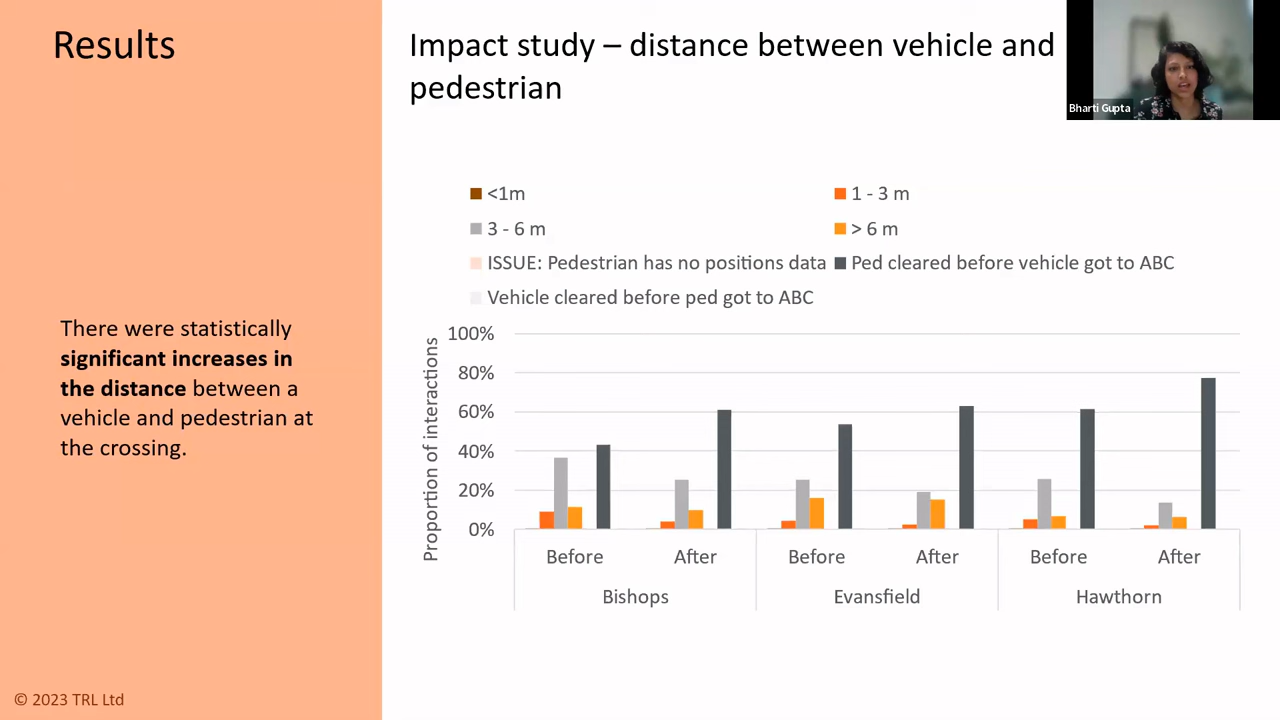 Results
Impact study – distance between vehicle and
pedestrian
Bharti Gupta
<1m
1 - 3 m
3 - 6 m
> 6 m
ISSUE: Pedestrian has no positions data
Ped cleared before vehicle got to ABC
Vehicle cleared before ped got to ABC
There were statistically
significant increases in
the distance between a
vehicle and pedestrian at
the crossing.
Proportion of interactions
100%
80%
60%
40%
20%
0%
Before
After
Before
After
Before
After
Bishops
Evansfield
Hawthorn
© 2023 TRL Ltd